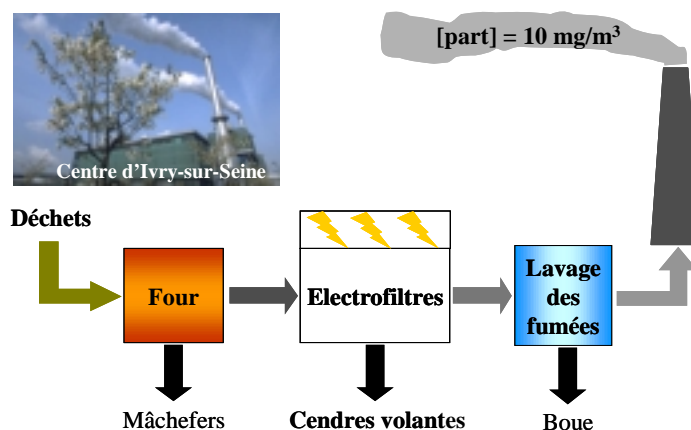 [part] = 10 mg/m³
Centre d'Ivry-sur-Seine
Déchets
Four
Electrofiltres
Lavage
des
fumées
Mâchefers
Cendres volantes
Boue